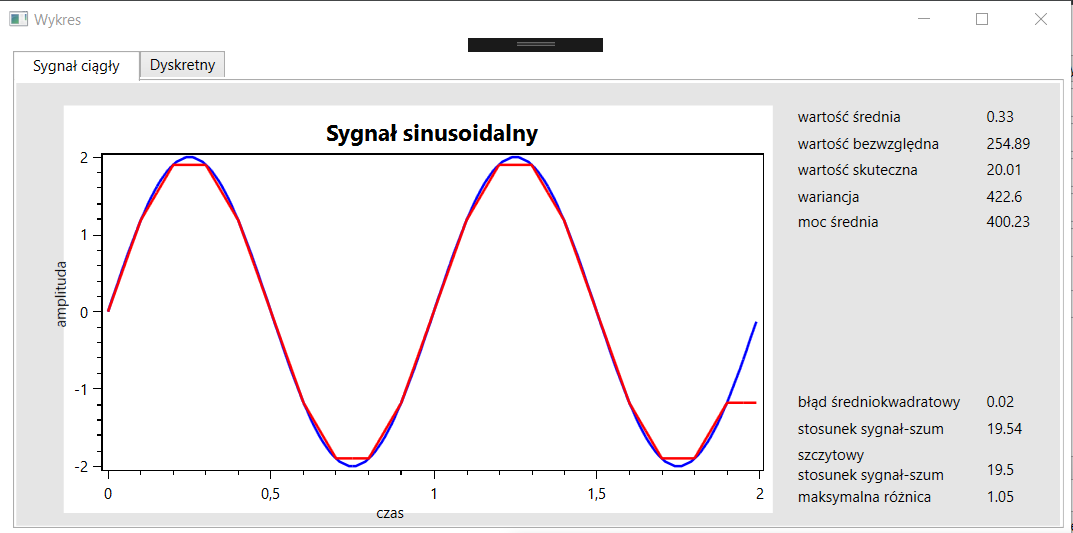 Wykres
Sygnał ciągły
Dyskretny
Sygnał sinusoidalny
2
1
0
-1
-2
amplituda
0
0,5
1
1,5
2
czas
wartość średnia 0.33
wartość bezwzględna 254.89
wartość skuteczna 20.01
wariancja 422.6
moc średnia 400.23
błąd średniokwadratowy 0.02
stosunek sygnał-szum 19.54
szczytowy
stosunek sygnał-szum 19.5
maksymalna różnica 1.05